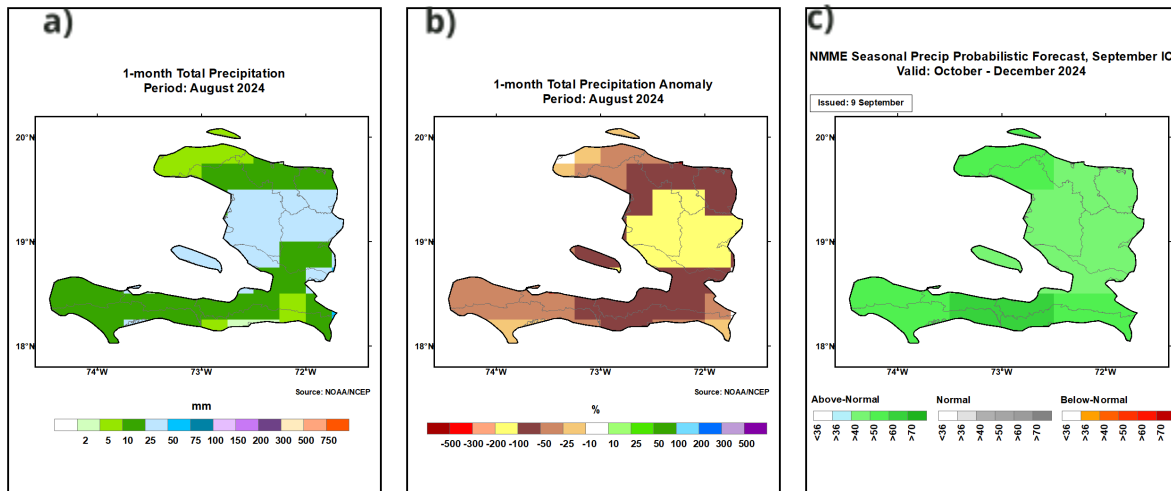 a)
1-month Total Precipitation
Period: August 2024
20°N
19°N
18°N
74°W 73°W 72°W
Source: NOAA/NCEP
mm
2 5 10 25 50 75 100 150 200 300 500 750
b)
1-month Total Precipitation Anomaly
Period: August 2024
20°N
19°N
18°N
74°W 73°W 72°W
Source: NOAA/NCEP
%
-500 -300 -200 -100 -50 -25 -10 10 25 50 100 200 300 500
c)
NMME Seasonal Precip Probabilistic Forecast, September IC
Valid: October - December 2024
Issued: 9 September
20°N
19°N
18°N
74°W 73°W 72°W
Above-Normal Normal Below-Normal
<36 >36 >40 >50 >60 >70 <36 >36 >40 >50 >60 >70 <36 >36 >40 >50 >60 >70